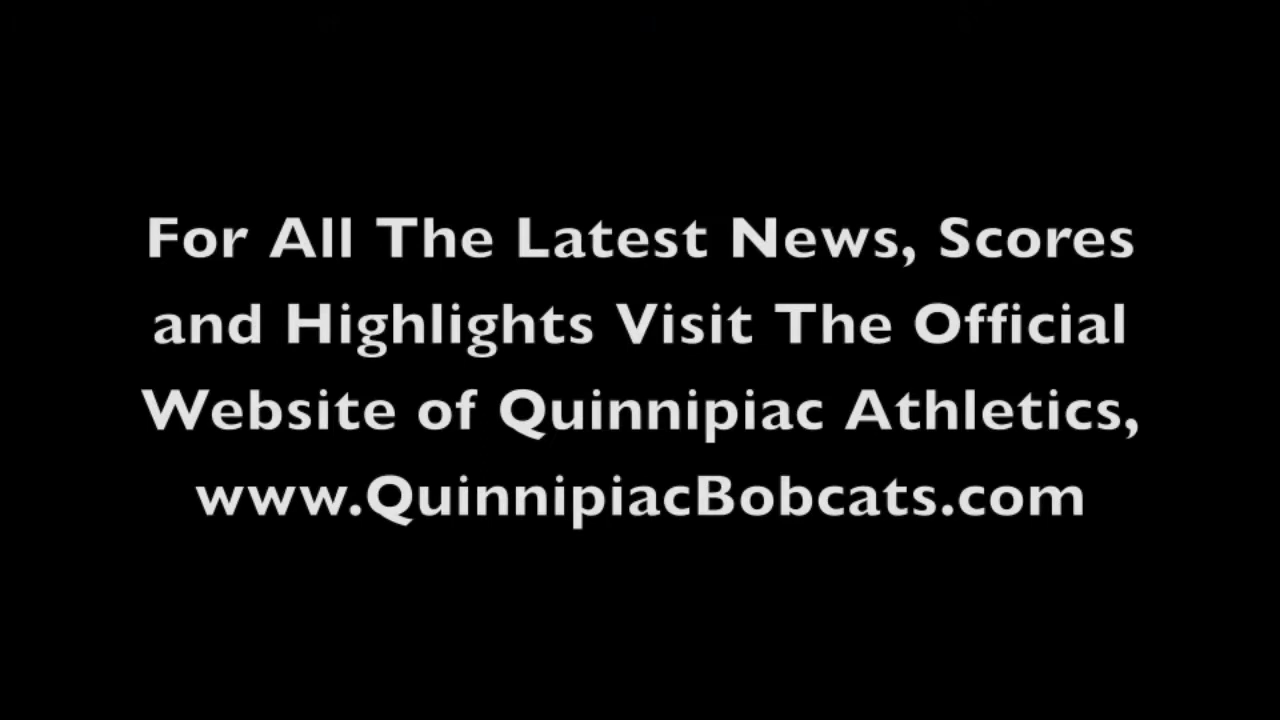 For All The Latest News, Scores
and Highlights Visit The Official
Website of Quinnipiac Athletics,
www.QuinnipiacBobcats.com